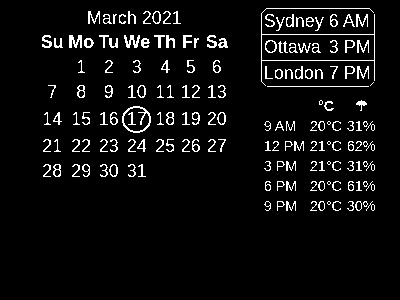 March 2021
Su Mo Tu We Th Fr Sa
1 2 3 4 5 6
7 8 9 10 11 12 13
14 15 16 17 18 19 20
21 22 23 24 25 26 27
28 29 30 31
Sydney 6 AM
Ottawa 3 PM
London 7 PM
°C ☂
9 AM 20°C 31%
12 PM 21°C 62%
3 PM 21°C 31%
6 PM 20°C 61%
9 PM 20°C 30%